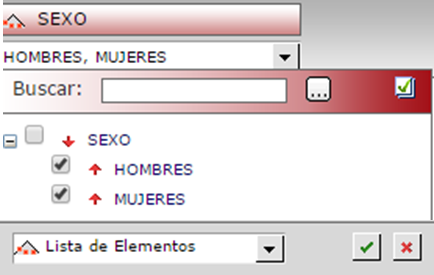 SEXO
HOMBRES, MUJERES
Buscar: ...
SEXO
HOMBRES
MUJERES
Lista de Elementos